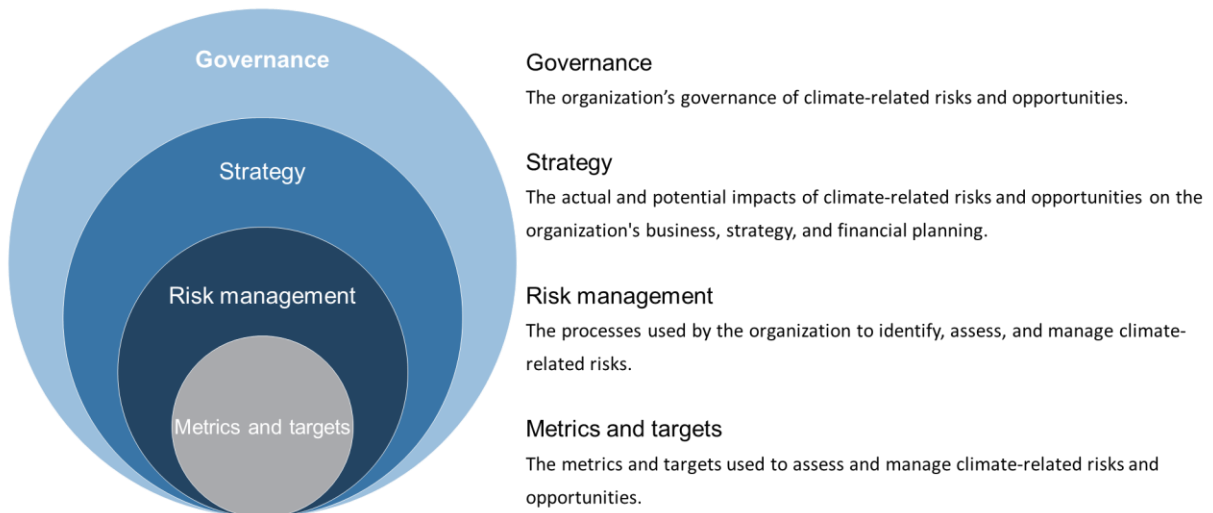 Governance
Strategy
Risk management
Metrics and targets
Governance
The organization’s governance of climate-related risks and opportunities.
Strategy
The actual and potential impacts of climate-related risks and opportunities on the
organization's business, strategy, and financial planning.
Risk management
The processes used by the organization to identify, assess, and manage climate-
related risks.
Metrics and targets
The metrics and targets used to assess and manage climate-related risks and
opportunities.